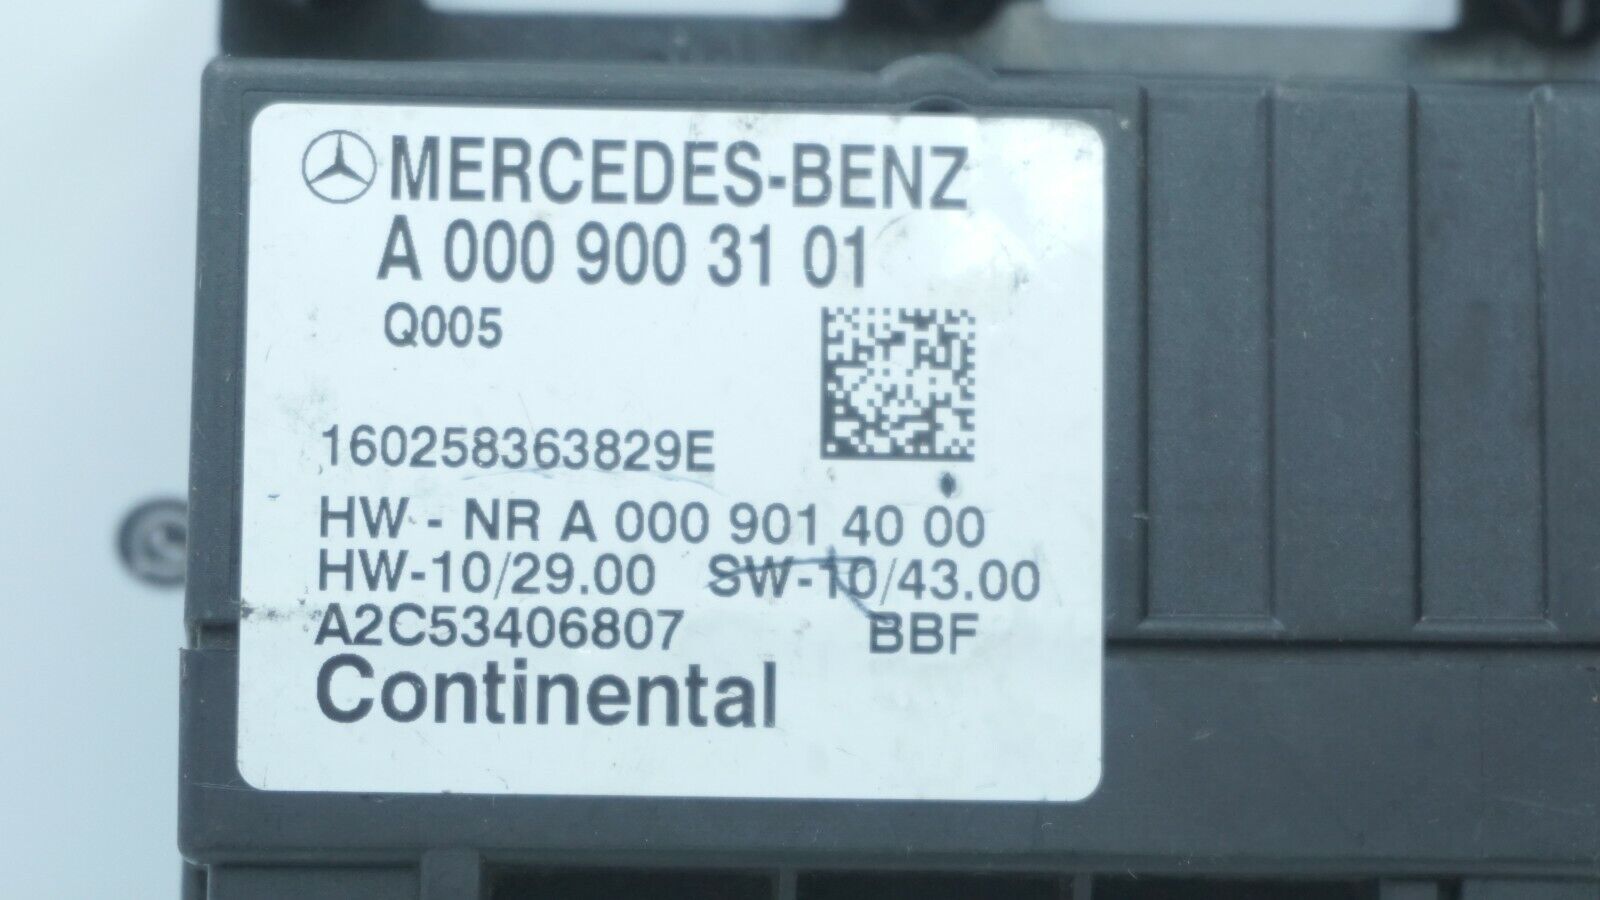 MERCEDES-BENZ
A 000 900 31 01
Q005
160258363829E
HW - NR A 000 901 40 00
HW-10/29.00 SW-10/43.00
A2C53406807 BBF
Continental